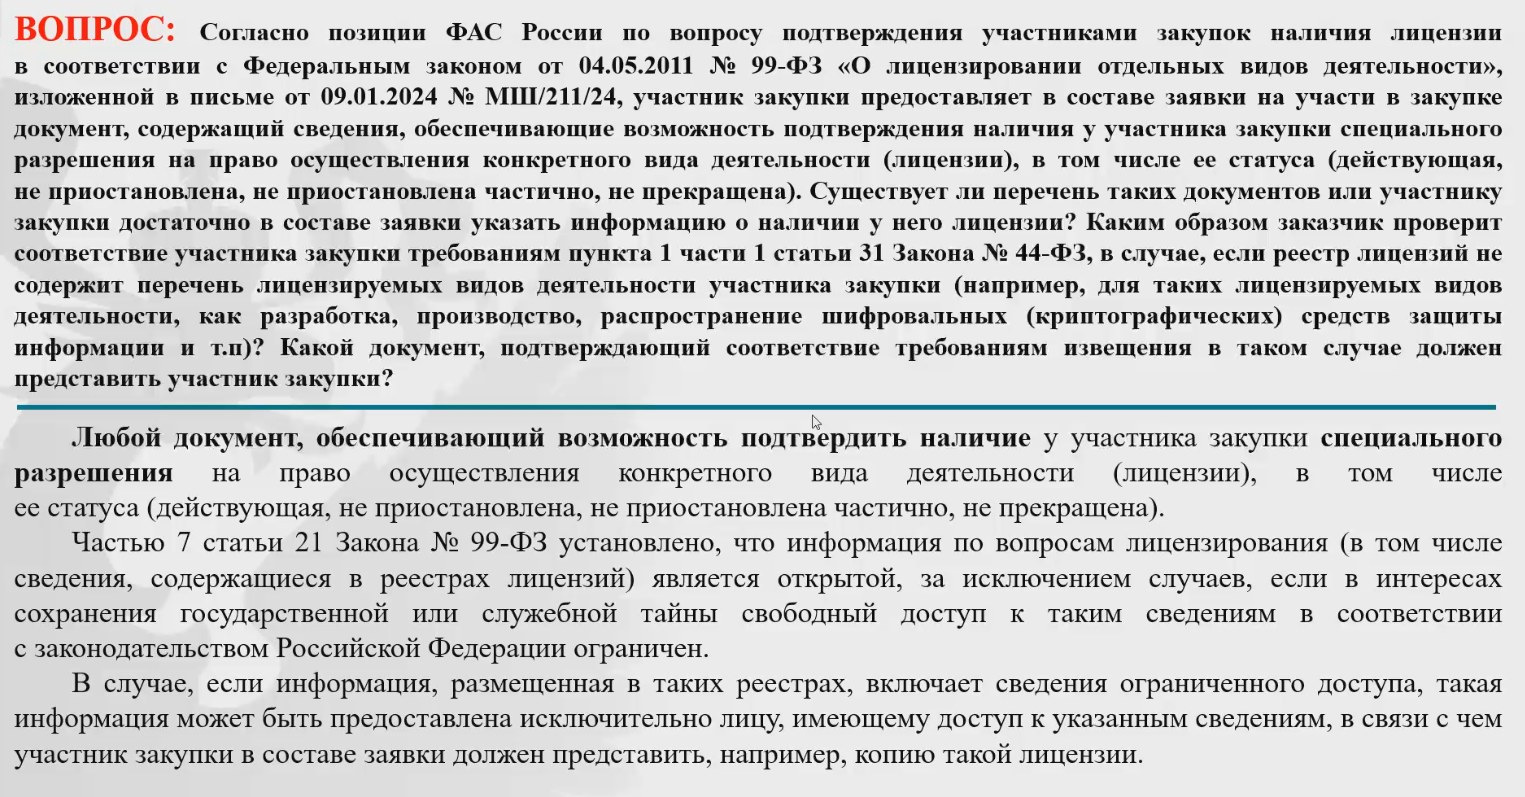 ВОПРОС: Согласно позиции ФАС России по вопросу подтверждения участниками закупок наличия лицензии
в соответствии с Федеральным законом от 04.05.2011 № 99-ФЗ «О лицензировании отдельных видов деятельности»,
изложенной в письме от 09.01.2024 № МШ/211/24, участник закупки предоставляет в составе заявки на участи в закупке
документ, содержащий сведения, обеспечивающие возможность подтверждения наличия у участника закупки специального
разрешения на право осуществления конкретного вида деятельности (лицензии), в том числе ее статуса (действующая,
не приостановлена, не приостановлена частично, не прекращена). Существует ли перечень таких документов или участнику
закупки достаточно в составе заявки указать информацию о наличии у него лицензии? Каким образом заказчик проверит
соответствие участника закупки требованиям пункта 1 части 1 статьи 31 Закона № 44-ФЗ, в случае, если реестр лицензий не
содержит перечень лицензируемых видов деятельности участника закупки (например, для таких лицензируемых видов
деятельности, как разработка, производство, распространение шифровальных (криптографических) средств защиты
информации и т.п)? Какой документ, подтверждающий соответствие требованиям извещения в таком случае должен
представить участник закупки?
Любой документ, обеспечивающий возможность подтвердить наличие у участника закупки специального
разрешения на право осуществления конкретного вида деятельности (лицензии), в том числе
ее статуса (действующая, не приостановлена, не приостановлена частично, не прекращена).
Частью 7 статьи 21 Закона № 99-ФЗ установлено, что информация по вопросам лицензирования (в том числе
сведения, содержащиеся в реестрах лицензий) является открытой, за исключением случаев, если в интересах
сохранения государственной или служебной тайны свободный доступ к таким сведениям в соответствии
с законодательством Российской Федерации ограничен.
В случае, если информация, размещенная в таких реестрах, включает сведения ограниченного доступа, такая
информация может быть предоставлена исключительно лицу, имеющему доступ к указанным сведениям, в связи с чем
участник закупки в составе заявки должен представить, например, копию такой лицензии.